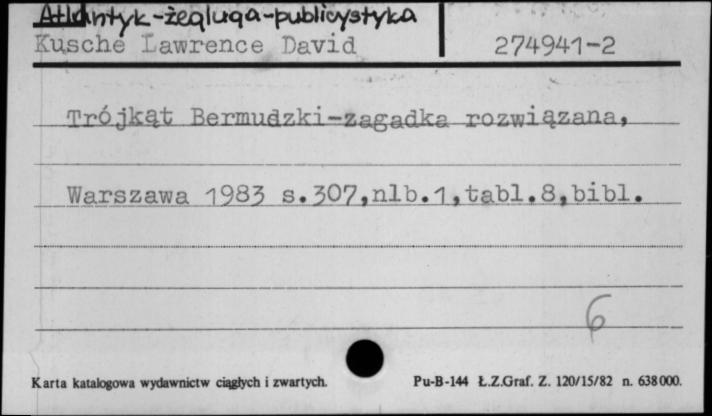 Atlantyk-żegluga-publicystyka
Kusche Lawrence David 274941-2
Trójkąt Bermudzki-zagadka rozwiązana,
Warszawa 1983 s.307,nlb.1,tabl.8,bibl.
6
Karta katalogowa wydawnictw ciągłych i zwartych. Pu-B-144 Ł.Z.Graf. Z. 120/15/82 n. 638000.